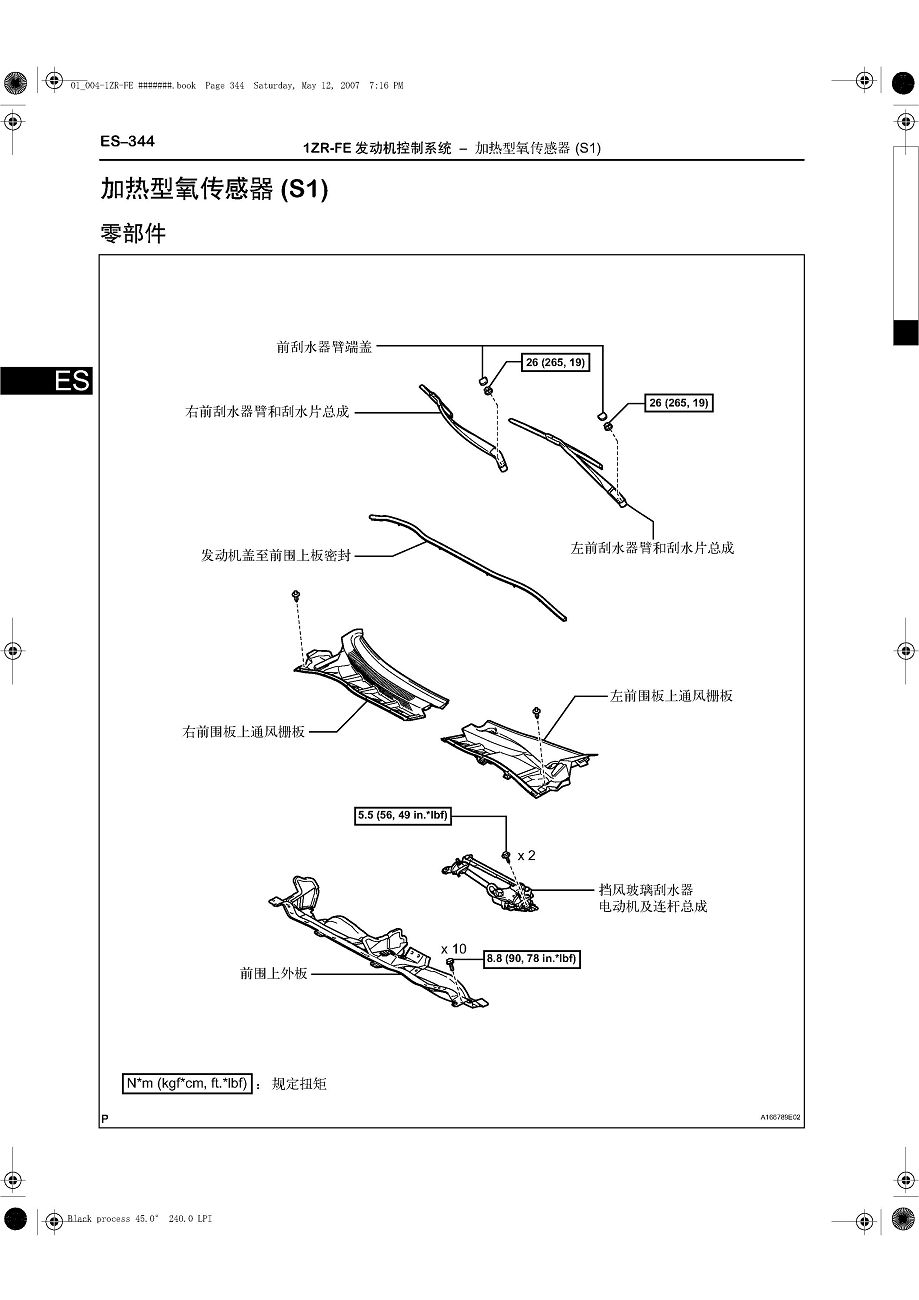 01_004-1ZR-FE #######.book Page 344 Saturday, May 12, 2007 7:16 PM
ES–344
1ZR-FE 发动机控制系统 – 加热型氧传感器 (S1)
加热型氧传感器 (S1)
零部件
前刮水器臂端盖
26 (265, 19)
ES
26 (265, 19)
右前刮水器臂和刮水片总成
左前刮水器臂和刮水片总成
发动机盖至前围上板密封
左前围板上通风栅板
右前围板上通风栅板
5.5 (56, 49 in.*lbf)
x 2
挡风玻璃刮水器
电动机及连杆总成
x 10
8.8 (90, 78 in.*lbf)
前围上外板
N*m (kgf*cm, ft.*lbf) : 规定扭矩
P
A165789E02
Black process 45.0° 240.0 LPI